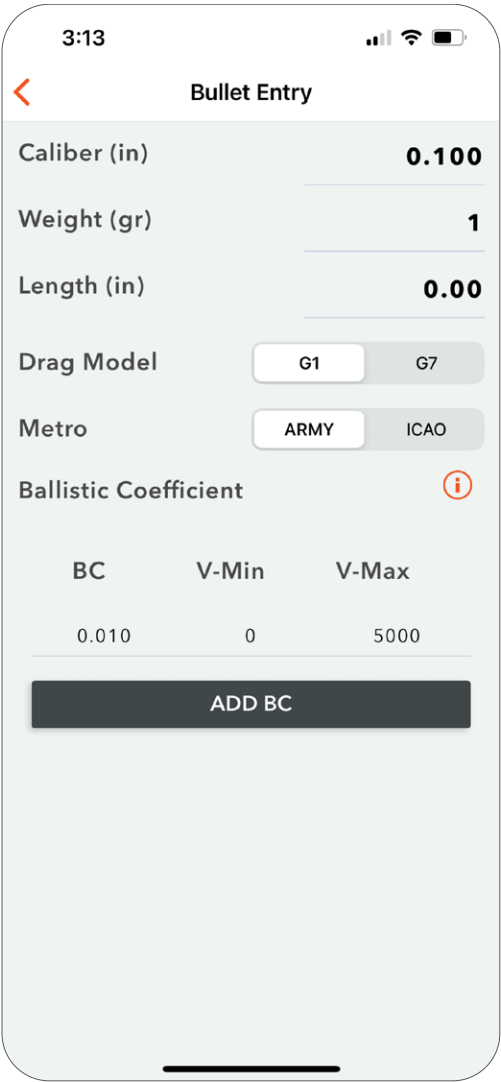 3:13
Bullet Entry
Caliber (in) 0.100
Weight (gr) 1
Length (in) 0.00
Drag Model G1 G7
Metro ARMY ICAO
Ballistic Coefficient
BC V-Min V-Max
0.010 0 5000
ADD BC